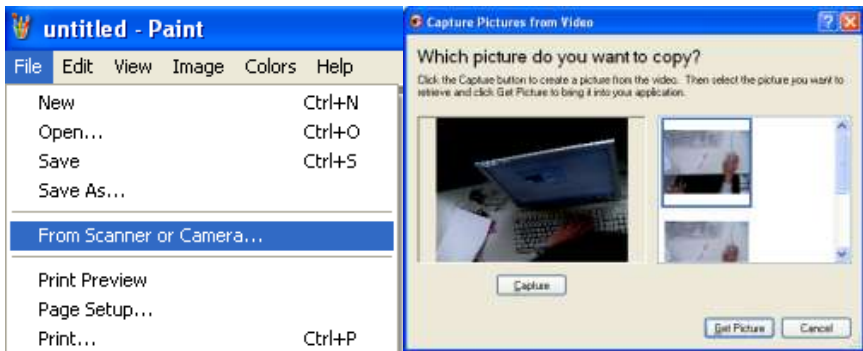 untitled - Paint
File Edit View Image Colors Help
New Ctrl+N
Open... Ctrl+O
Save Ctrl+S
Save As...
From Scanner or Camera...
Print Preview
Page Setup...
Print... Ctrl+P
Capture Pictures from Video
Which picture do you want to copy?
Click the Capture button to create a picture from the video. Then select the picture you want to
retrieve and click Get Picture to bring it into your application.
Capture
Get Picture Cancel